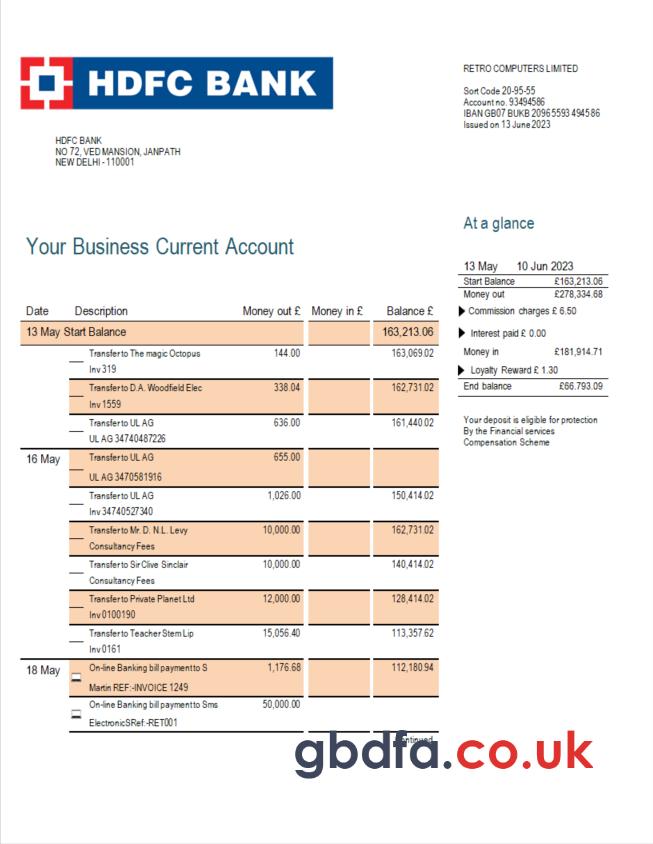 HDFC BANK
RETRO COMPUTERS LIMITED
Sort Code 20-95-55
Account no. 93494586
IBAN GB07 BUKB 2096 5593 4945 86
Issued on 13 June 2023
HDFC BANK
NO 72, VED MANSION, JANPATH
NEW DELHI - 110001
At a glance
Your Business Current Account
13 May 10 Jun 2023
Start Balance £163,213.06
Money out £278,334.68
Commission charges £ 6.50
Interest paid £ 0.00
Money in £181,914.71
Loyalty Reward £ 1.30
End balance £66.793.09
Your deposit is eligible for protection
By the Financial services
Compensation Scheme
Date Description Money out £ Money in £ Balance £
13 May Start Balance 163,213.06
Transfer to The magic Octopus 144.00 163,069.02
Inv 319
Transfer to D.A. Woodfield Elec 338.04 162,731.02
Inv 1559
Transfer to UL AG 636.00 161,440.02
UL AG 34740487226
16 May Transfer to UL AG 655.00
UL AG 3470581916
Transfer to UL AG 1,026.00 150,414.02
Inv 34740527340
Transfer to Mr. D. N.L. Levy 10,000.00 162,731.02
Consultancy Fees
Transfer to Sir Clive Sinclair 10,000.00 140,414.02
Consultancy Fees
Transfer to Private Planet Ltd 12,000.00 128,414.02
Inv 0100190
Transfer to Teacher Stem Lip 15,056.40 113,357.62
Inv 0161
18 May On-line Banking bill payment to S 1,176.68 112,180.94
Martin REF:-INVOICE 1249
On-line Banking bill payment to Sms 50,000.00
ElectronicSRef:-RET001
gbdfa.co.uk